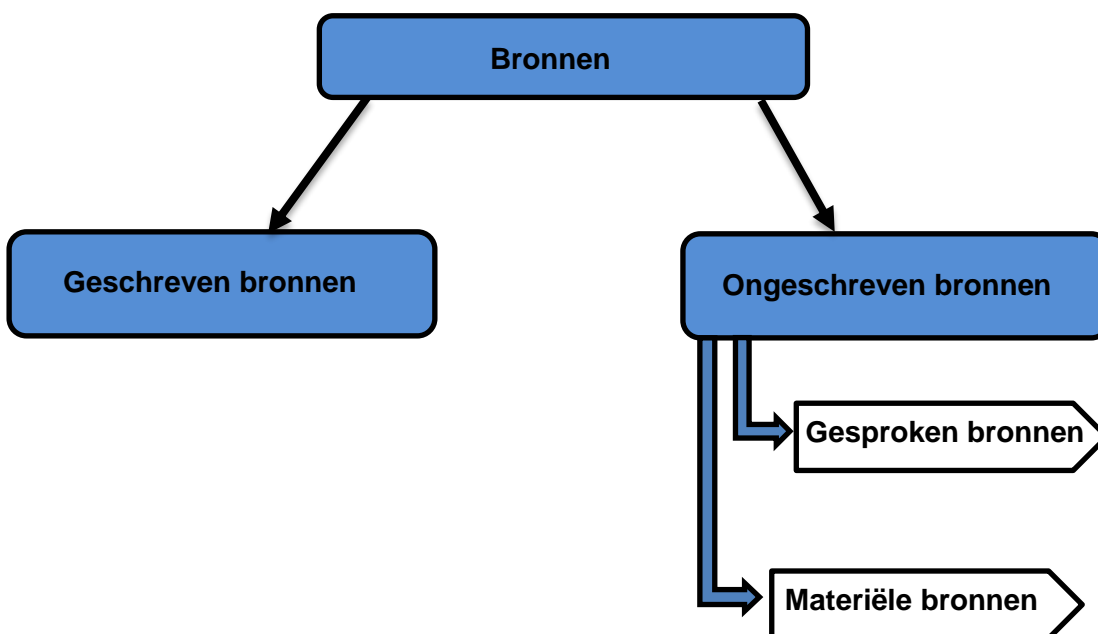 Bronnen
Geschreven bronnen
Ongeschreven bronnen
Gesproken bronnen
Materiële bronnen